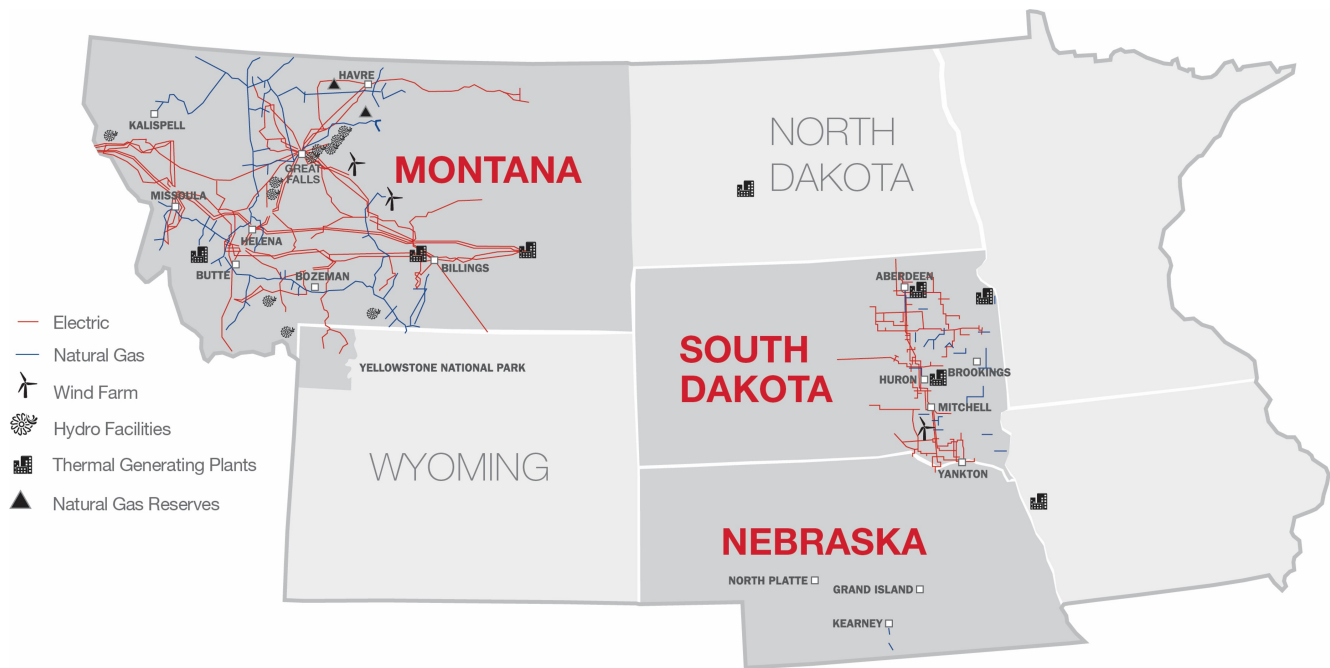 HAVRE
KALISPELL
NORTH
DAKOTA
MONTANA
GREAT
FALLS
MISSOULA
HELENA
BUTTE
BOZEMAN
BILLINGS
ABERDEEN
Electric
Natural Gas
Wind Farm
Hydro Facilities
Thermal Generating Plants
Natural Gas Reserves
YELLOWSTONE NATIONAL PARK
WYOMING
SOUTH
DAKOTA
HURON
BROOKINGS
MITCHELL
YANKTON
NEBRASKA
NORTH PLATTE
GRAND ISLAND
KEARNEY